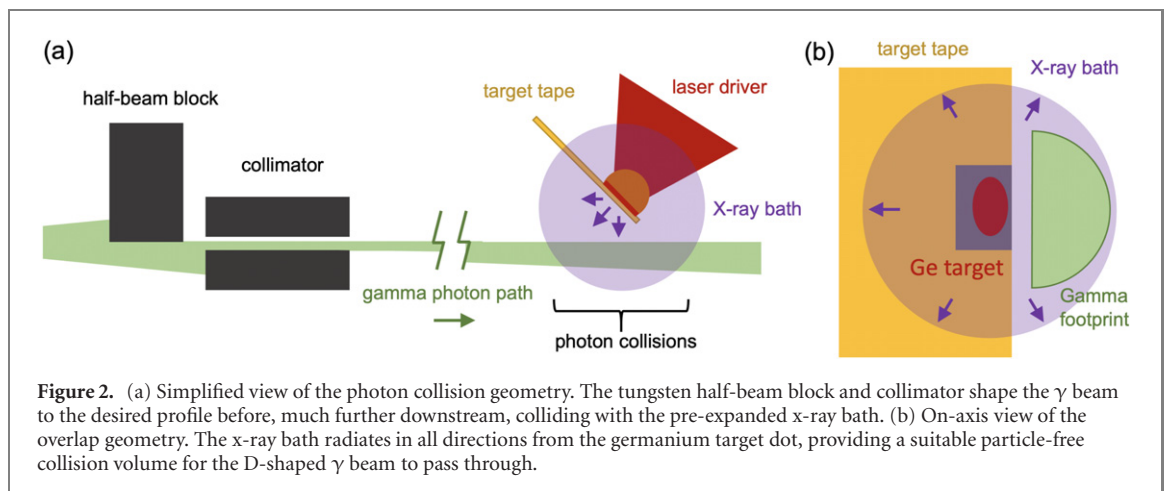 (a)
half-beam block
collimator
gamma photon path
target tape
laser driver
X-ray bath
photon collisions
(b)
target tape
X-ray bath
Ge target
Gamma
footprint
Figure 2. (a) Simplified view of the photon collision geometry. The tungsten half-beam block and collimator shape the γ beam
to the desired profile before, much further downstream, colliding with the pre-expanded x-ray bath. (b) On-axis view of the
overlap geometry. The x-ray bath radiates in all directions from the germanium target dot, providing a suitable particle-free
collision volume for the D-shaped γ beam to pass through.